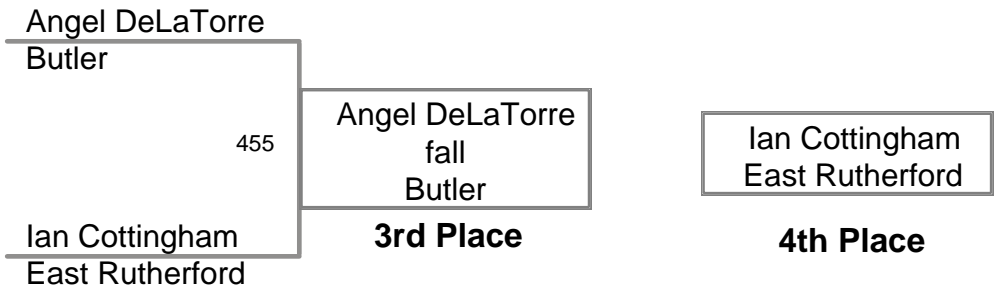 Angel DeLaTorre
Butler
455
Ian Cottingham
East Rutherford
Angel DeLaTorre
fall
Butler
3rd Place
Ian Cottingham
East Rutherford
4th Place